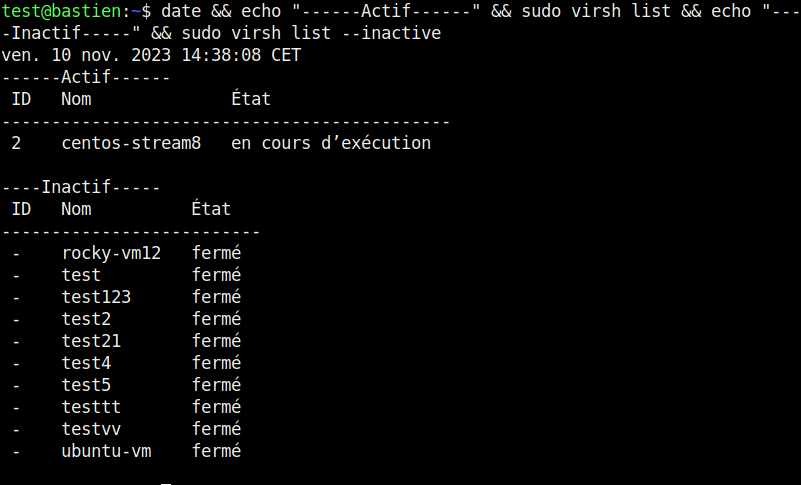 test@bastien:~$ date && echo "------Actif------" && sudo virsh list && echo "---
-Inactif-----" && sudo virsh list --inactive
ven. 10 nov. 2023 14:38:08 CET
------Actif------
 ID   Nom              État
---------------------------------------------
 2    centos-stream8   en cours d’exécution

----Inactif-----
 ID   Nom          État
--------------------------
 -    rocky-vm12   fermé
 -    test         fermé
 -    test123      fermé
 -    test2        fermé
 -    test21       fermé
 -    test4        fermé
 -    test5        fermé
 -    testtt       fermé
 -    testvv       fermé
 -    ubuntu-vm    fermé